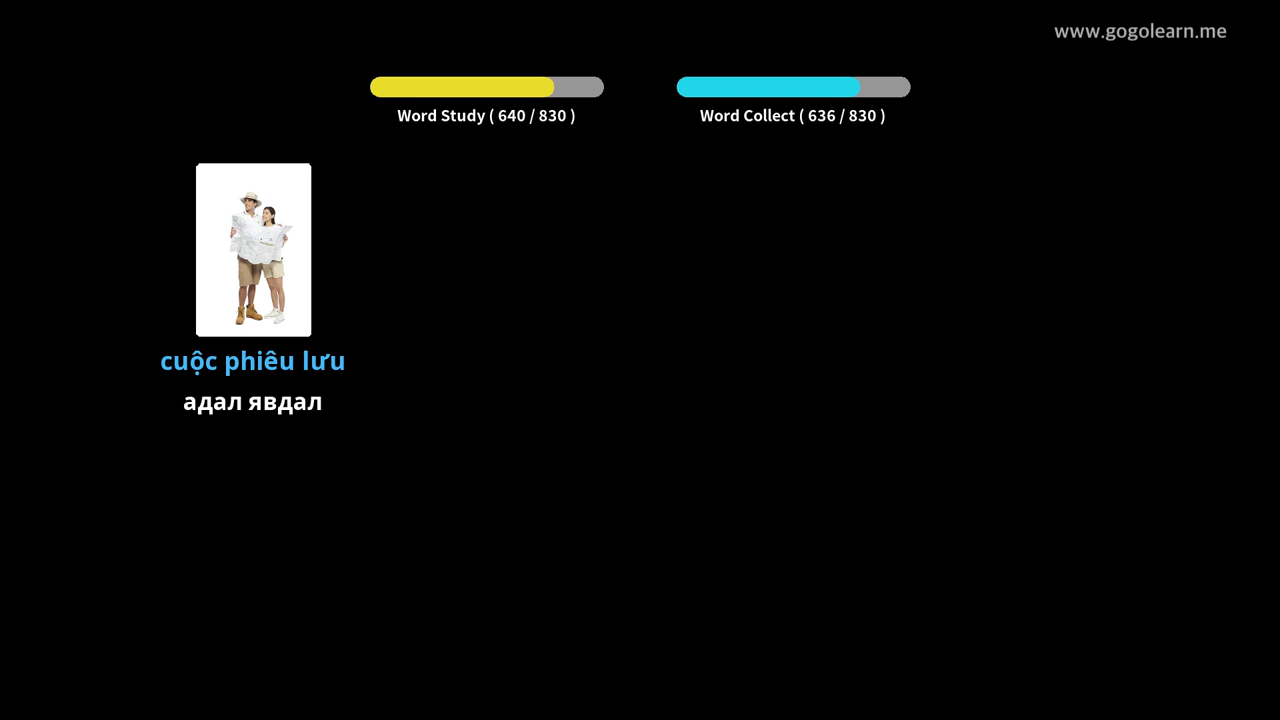 www.gogolearn.me
Word Study ( 640 / 830 )
Word Collect ( 636 / 830 )
cuộc phiêu lưu
адал явдал